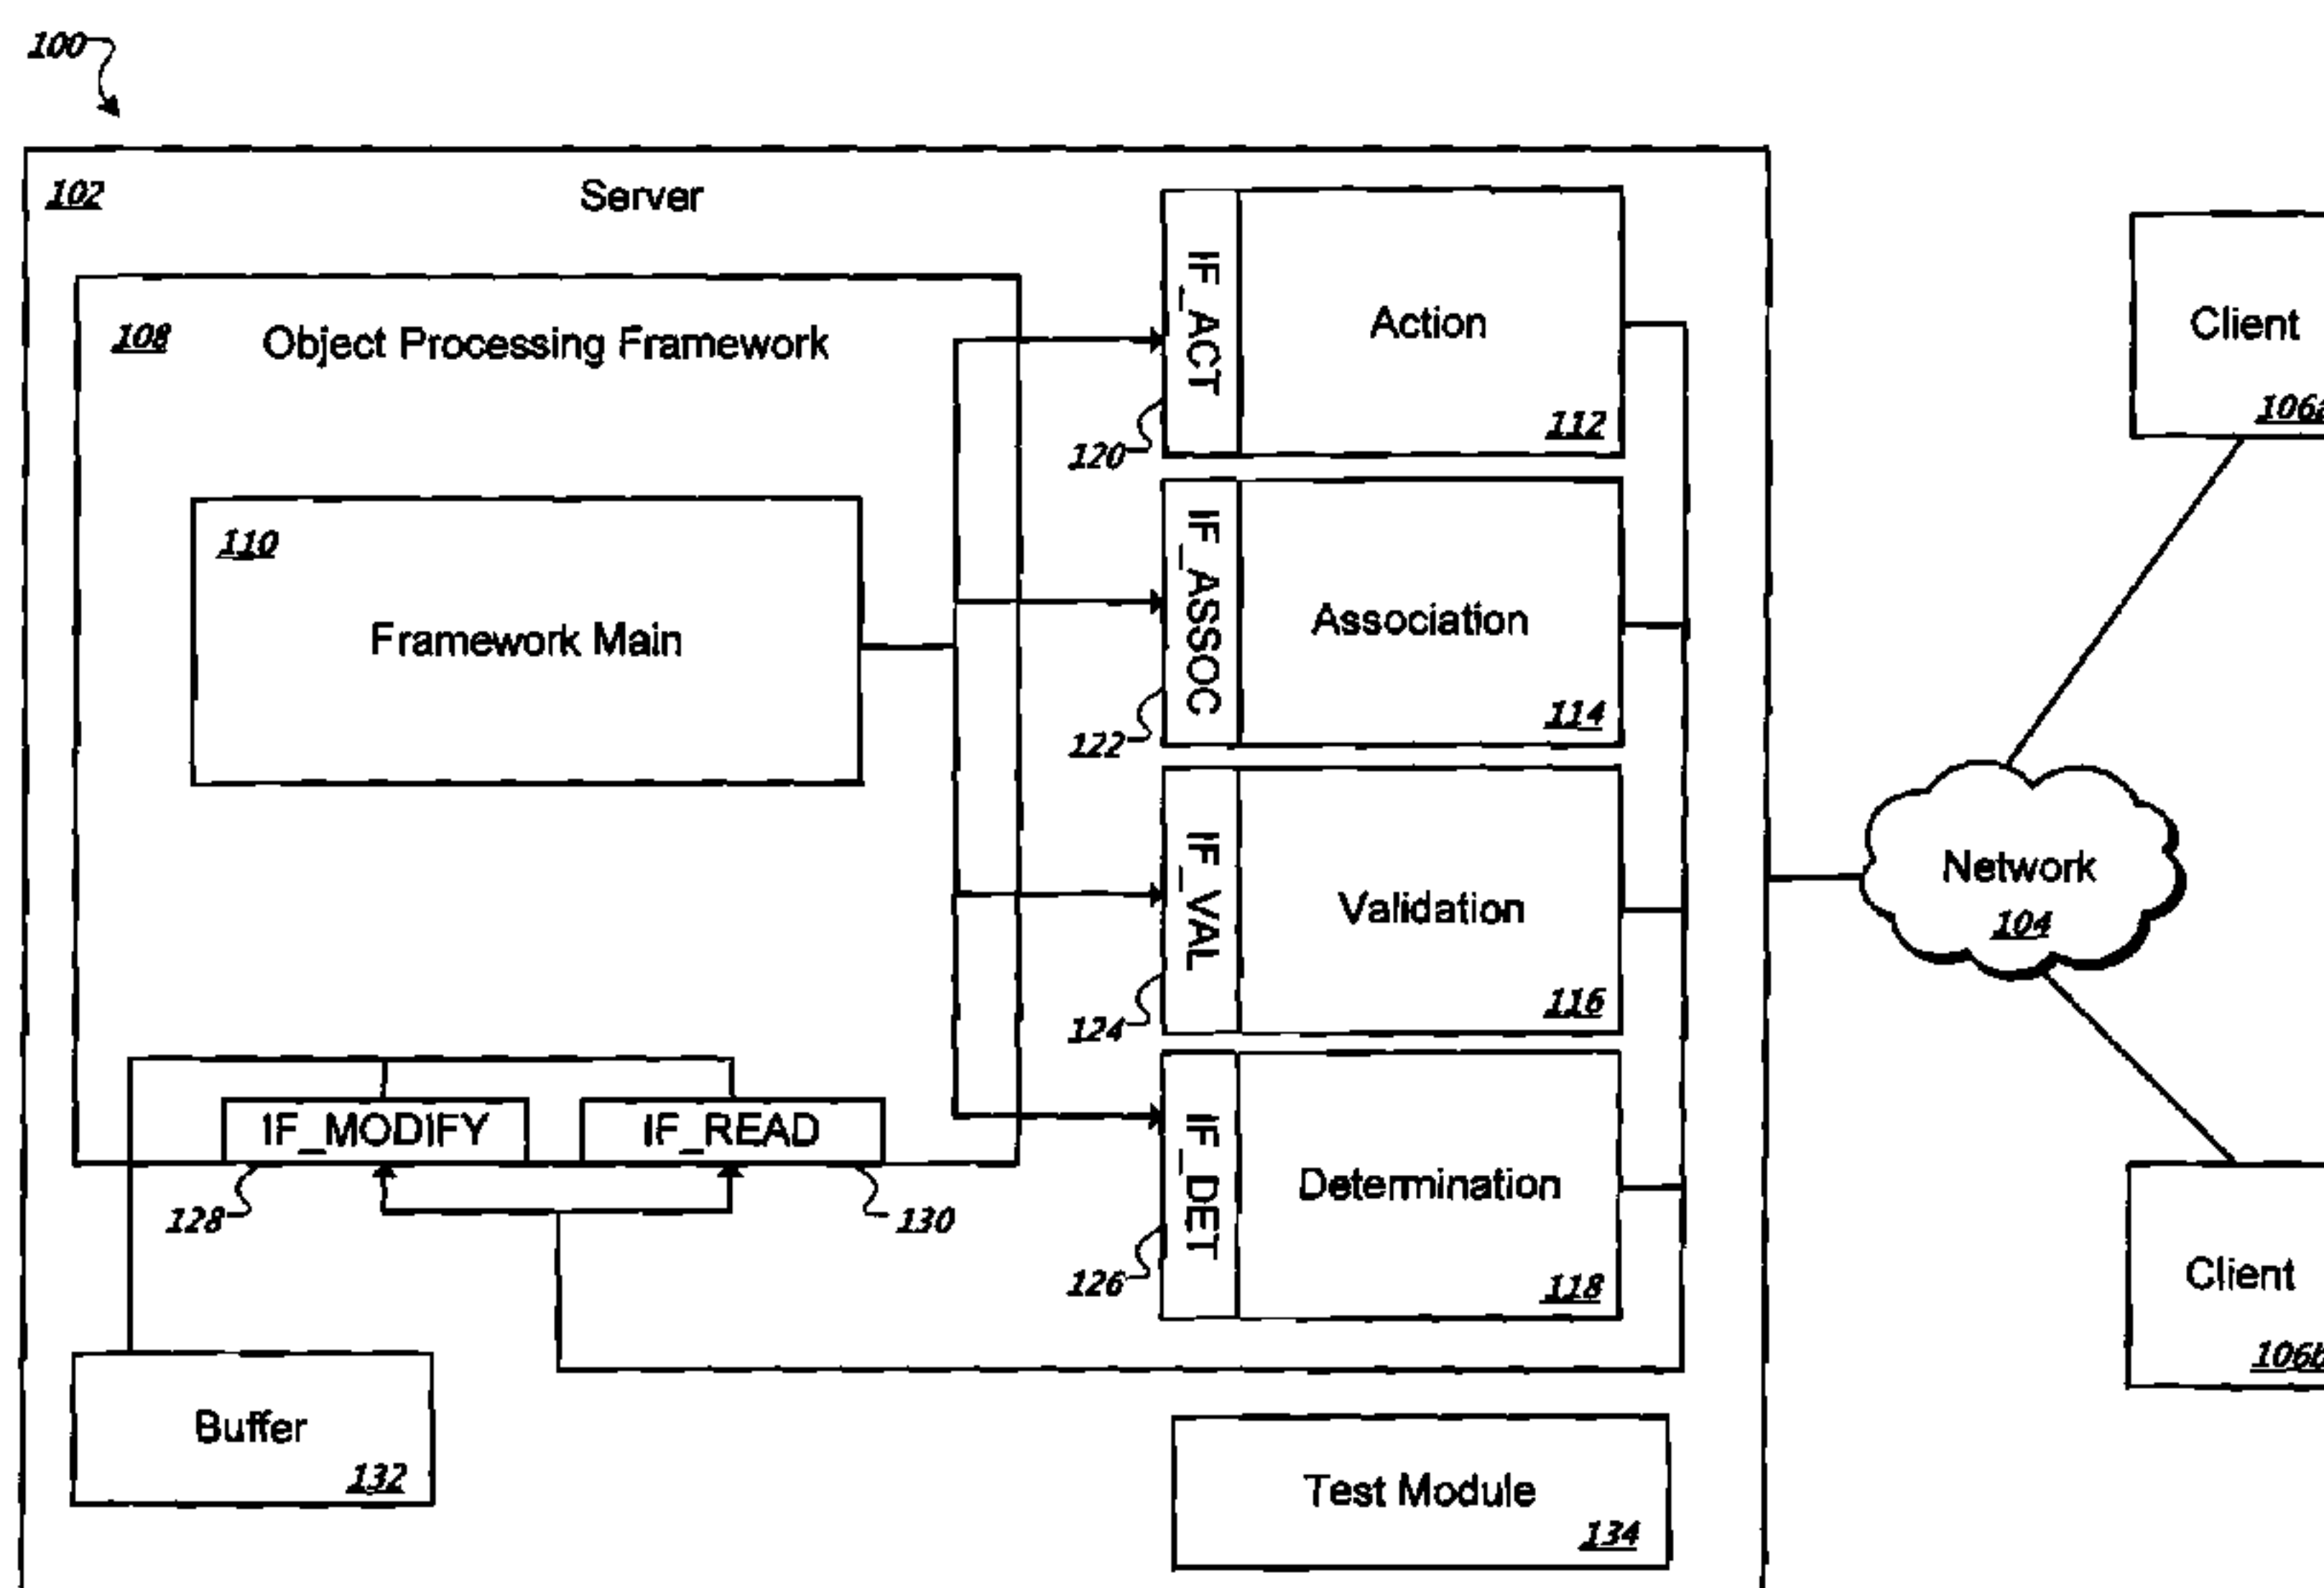 100
102
Server
108
Object Processing Framework
110
Framework Main
IF_MODIFY
IF_READ
128
130
Buffer
132
IF_ACT
Action
112
120
IF_ASSOC
Association
114
122
IF_VAL
Validation
116
124
IF_DET
Determination
118
126
Test Module
134
Network
104
Client
106a
Client
106b